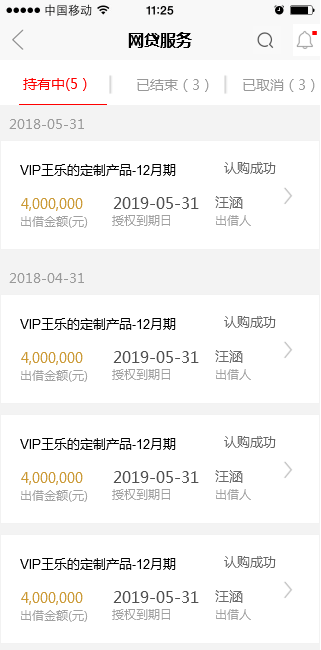 中国移动 11:25
网贷服务
持有中(5) 已结束(3) 已取消(3)
2018-05-31
VIP王乐的定制产品-12月期 认购成功
4,000,000 2019-05-31 汪涵
出借金额(元) 授权到期日 出借人
2018-04-31
VIP王乐的定制产品-12月期 认购成功
4,000,000 2019-05-31 汪涵
出借金额(元) 授权到期日 出借人
VIP王乐的定制产品-12月期 认购成功
4,000,000 2019-05-31 汪涵
出借金额(元) 授权到期日 出借人
VIP王乐的定制产品-12月期 认购成功
4,000,000 2019-05-31 汪涵
出借金额(元) 授权到期日 出借人